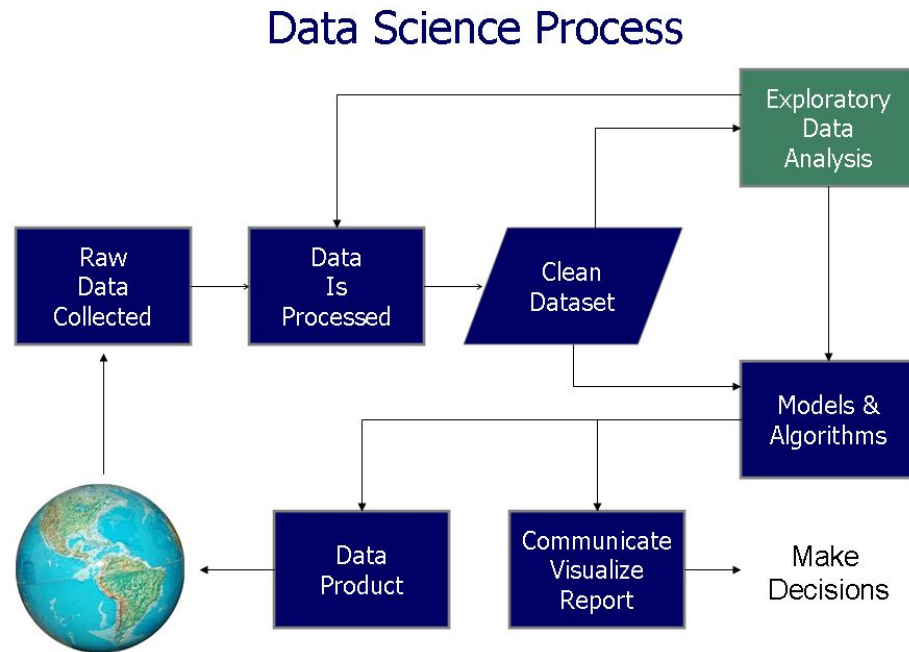 Data Science Process
Exploratory
Data
Analysis
Raw
Data
Collected
Data
Is
Processed
Clean
Dataset
Models &
Algorithms
Data
Product
Communicate
Visualize
Report
Make
Decisions